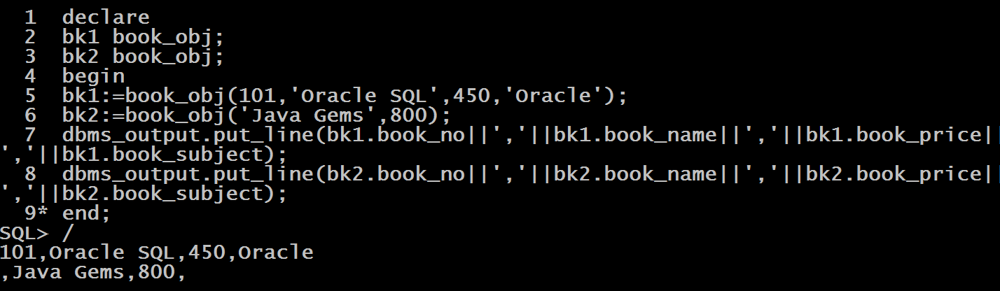 1 declare
2 bk1 book_obj;
3 bk2 book_obj;
4 begin
5 bk1:=book_obj(101,'Oracle SQL',450,'Oracle');
6 bk2:=book_obj('Java Gems',800);
7 dbms_output.put_line(bk1.book_no||','||bk1.book_name||','||bk1.book_price||
','||bk1.book_subject);
8 dbms_output.put_line(bk2.book_no||','||bk2.book_name||','||bk2.book_price||
','||bk2.book_subject);
9* end;
SQL> /
101,Oracle SQL,450,Oracle
,Java Gems,800,